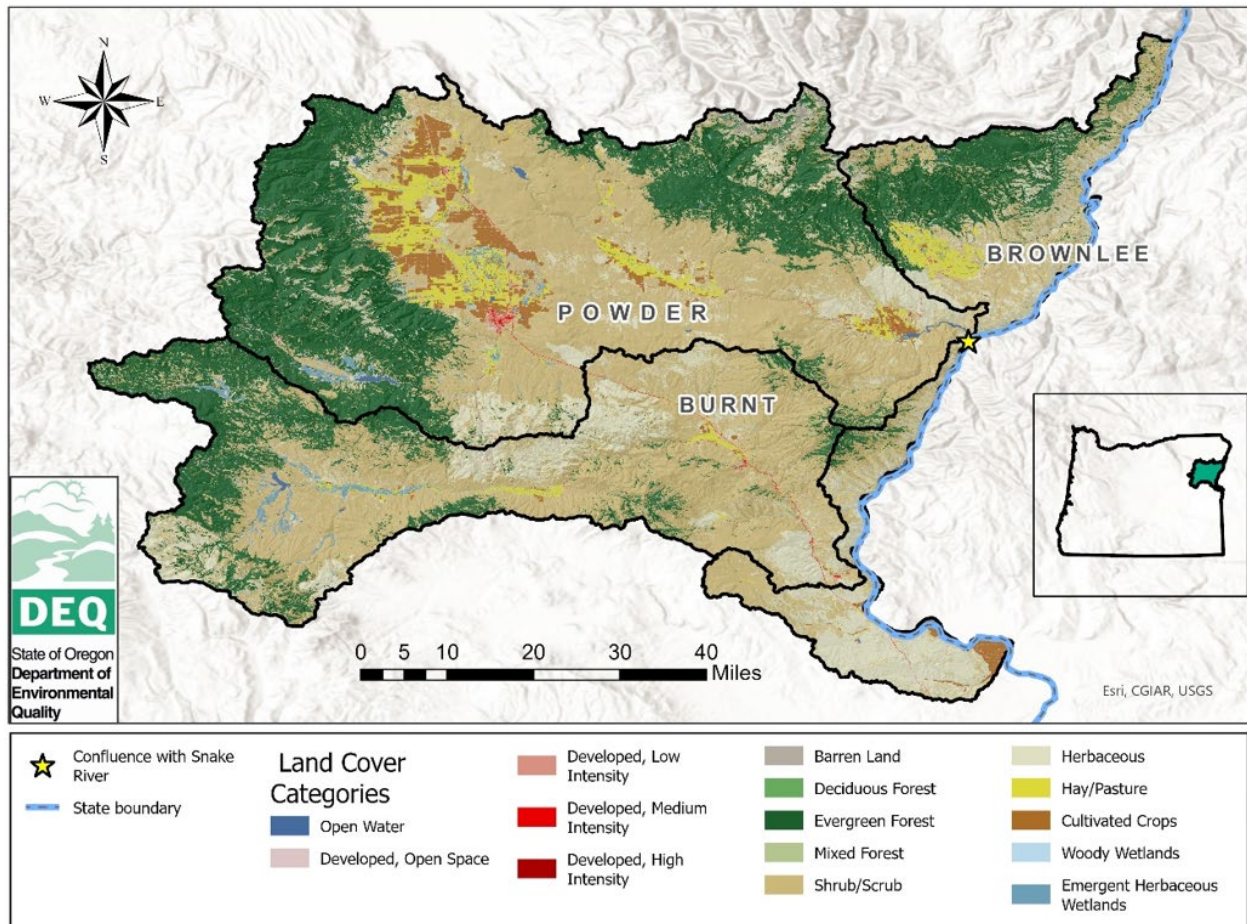 N
W
E
S
BROWNLEE
POWDER
BURNT
DEQ
State of Oregon
Department of
Environmental
Quality
0 5 10 20 30 40
Miles
Esri, CGIAR, USGS
Confluence with Snake
River
State boundary
Land Cover
Categories
Open Water
Developed, Open Space
Developed, Low
Intensity
Developed, Medium
Intensity
Developed, High
Intensity
Barren Land
Deciduous Forest
Evergreen Forest
Mixed Forest
Shrub/Scrub
Herbaceous
Hay/Pasture
Cultivated Crops
Woody Wetlands
Emergent Herbaceous
Wetlands